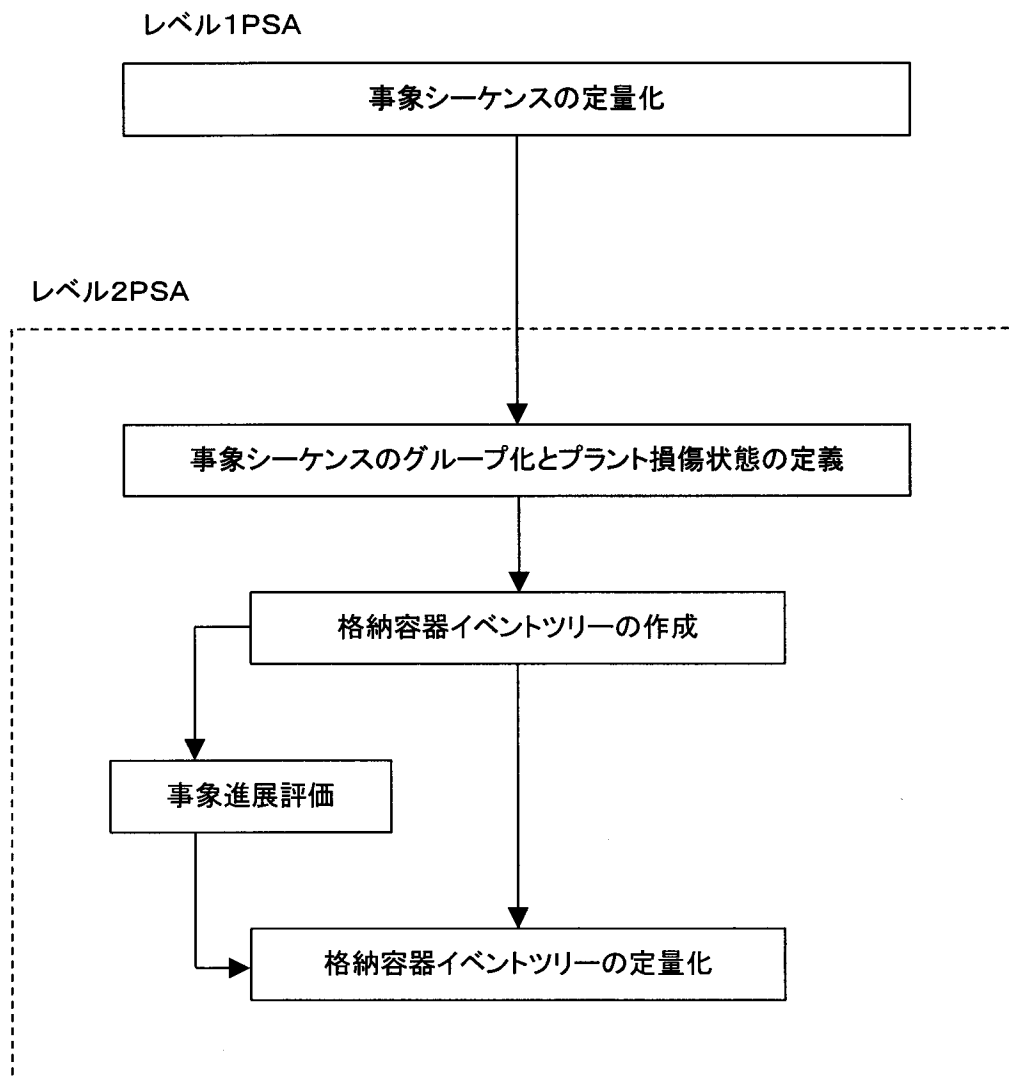 レベル1PSA
事象シーケンスの定量化
レベル2PSA
事象シーケンスのグループ化とプラント損傷状態の定義
格納容器イベントツリーの作成
事象進展評価
格納容器イベントツリーの定量化